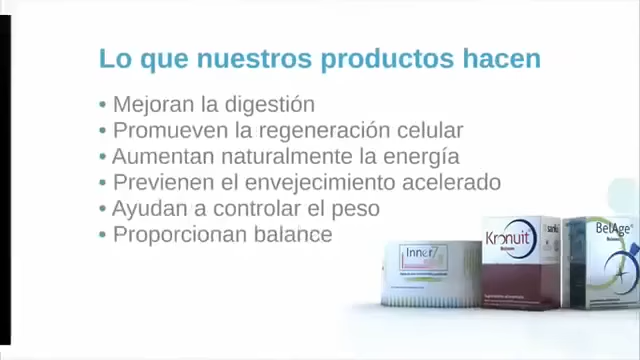 Lo que nuestros productos hacen
• Mejoran la digestión
• Promueven la regeneración celular
• Aumentan naturalmente la energía
• Previenen el envejecimiento acelerado
• Ayudan a controlar el peso
• Proporcionan balance
Inner7
Kronuit®
BelAge®